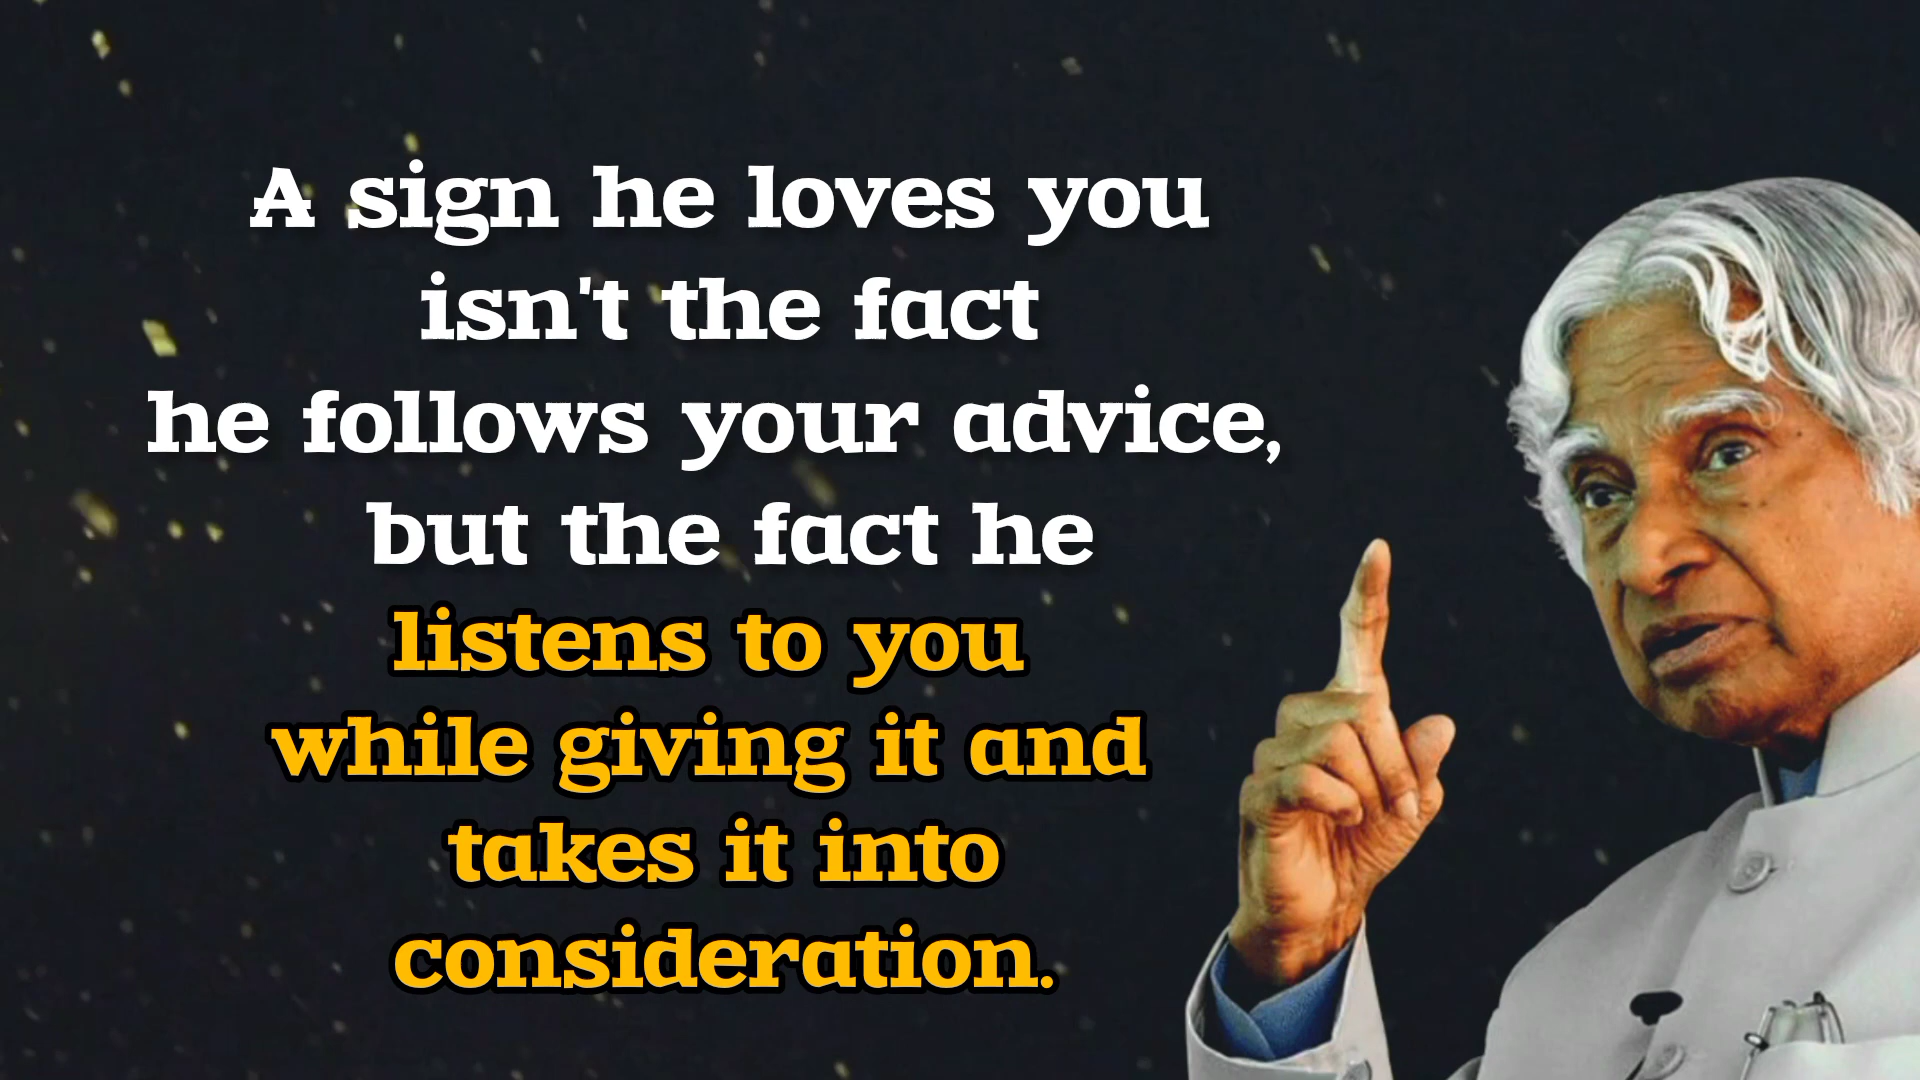 A sign he loves you
isn't the fact
he follows your advice,
but the fact he
listens to you
while giving it and
takes it into
consideration.